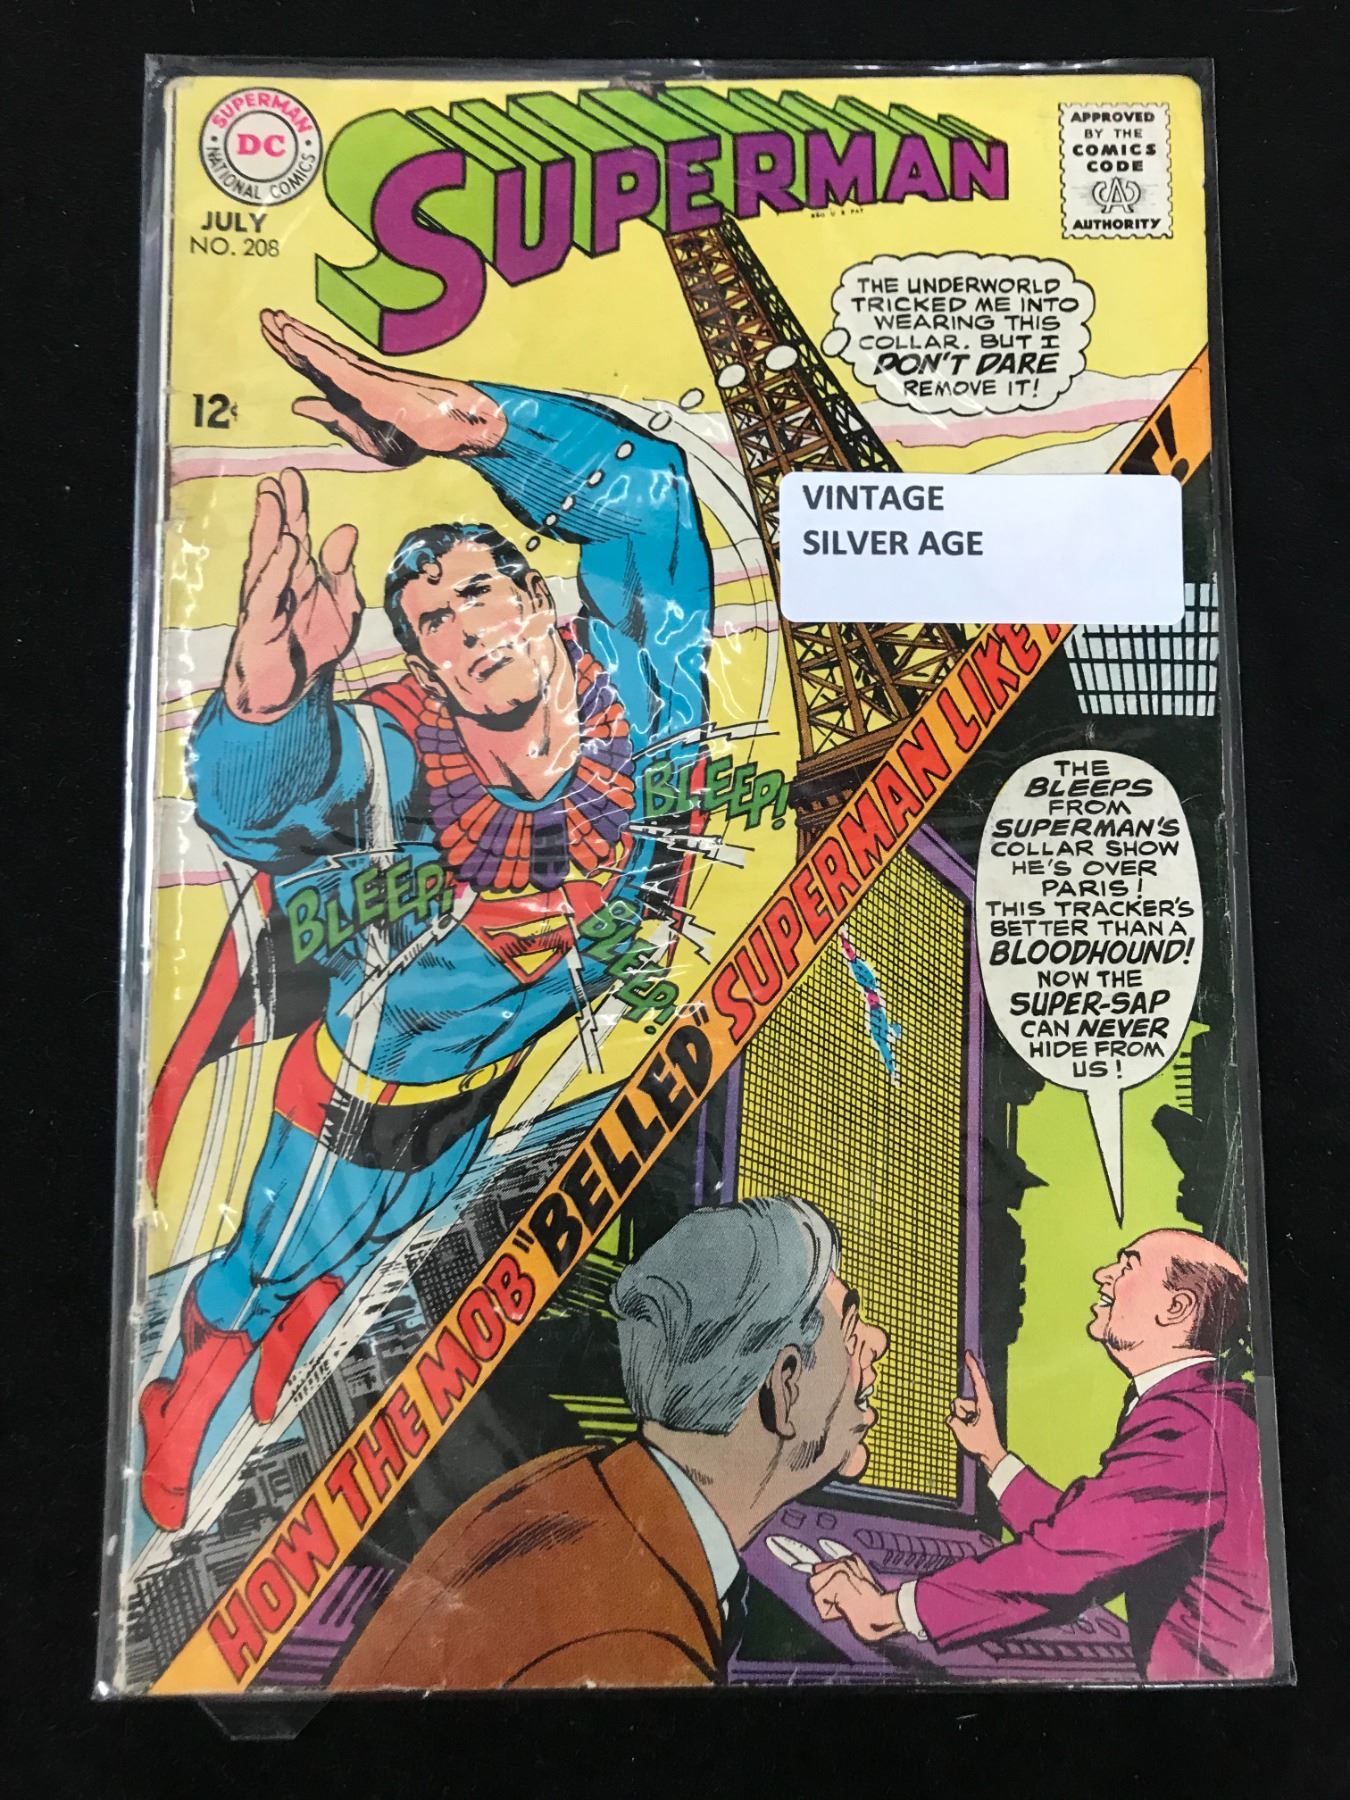 SUPERMAN
DC
NATIONAL COMICS
JULY
NO. 208
12¢
SUPERMAN
REG U S PAT
APPROVED
BY THE
COMICS
CODE
CA
AUTHORITY
THE UNDERWORLD
TRICKED ME INTO
WEARING THIS
COLLAR. BUT I
DON'T DARE
REMOVE IT!
VINTAGE
SILVER AGE
BLEEP!
BLEEP!
BLEEP!
THE
BLEEPS
FROM
SUPERMAN'S
COLLAR SHOW
HE'S OVER
PARIS!
THIS TRACKER'S
BETTER THAN A
BLOODHOUND!
NOW THE
SUPER-SAP
CAN NEVER
HIDE FROM
US!
HOW THE MOB "BELLED" SUPERMAN LIKE